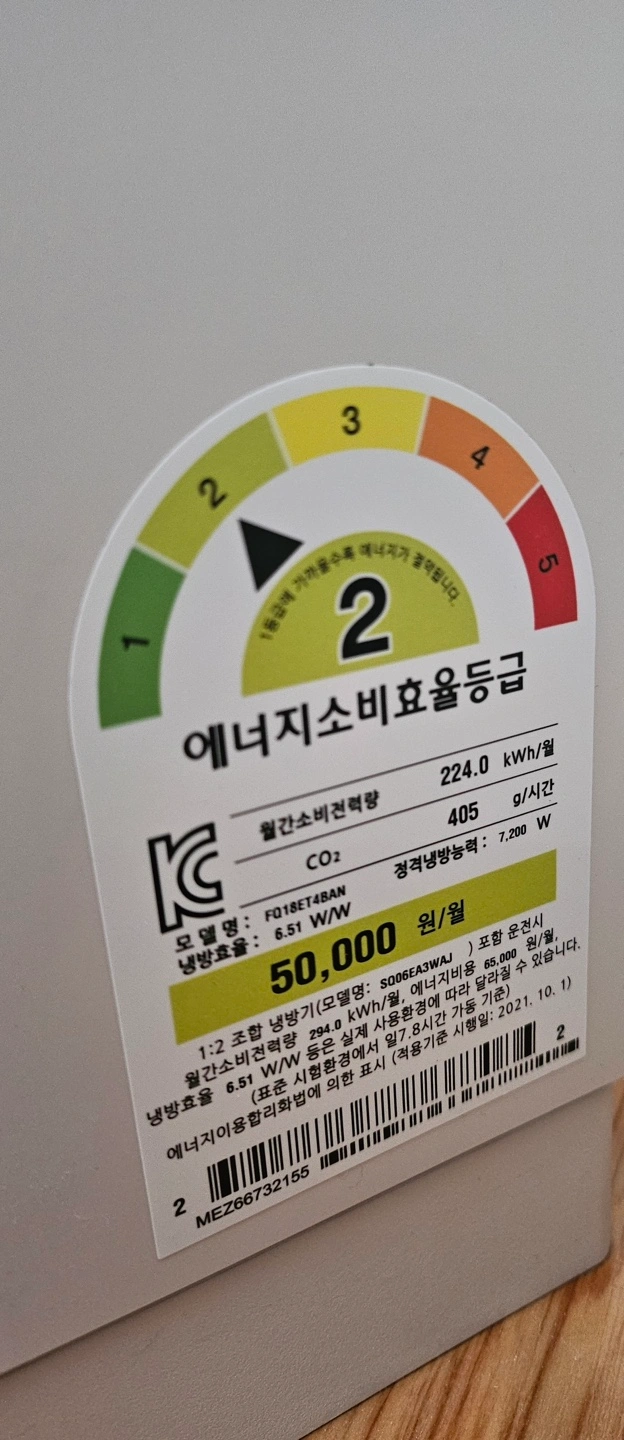 1 2 3 4 5
1등급에 가까울수록 에너지가 절약됩니다.
2
에너지소비효율등급
월간소비전력량 224.0 kWh/월
CO₂ 405 g/시간
정격냉방능력 : 7,200 W
모 델 명 : FQ18ET4BAN
냉방효율 : 6.51 W/W
50,000 원/월
1:2 조합 냉방기(모델명: SQ06EA3WAJ ) 포함 운전시
월간소비전력량 294.0 kWh/월, 에너지비용 65,000 원/월,
냉방효율 6.51 W/W 등은 실제 사용환경에 따라 달라질 수 있습니다.
(표준 시험환경에서 일7.8시간 가동 기준)
에너지이용합리화법에 의한 표시 (적용기준 시행일: 2021. 10. 1)
2 2
MEZ66732155